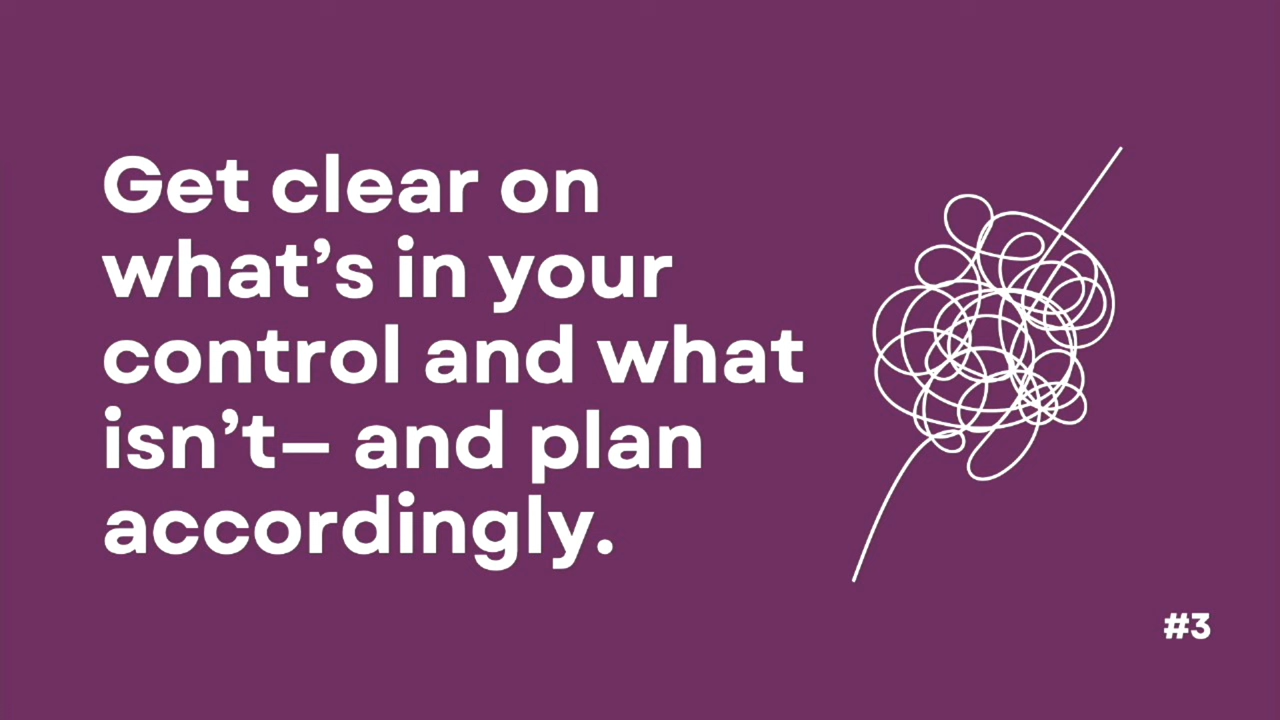 Get clear on
what’s in your
control and what
isn’t— and plan
accordingly.
#3